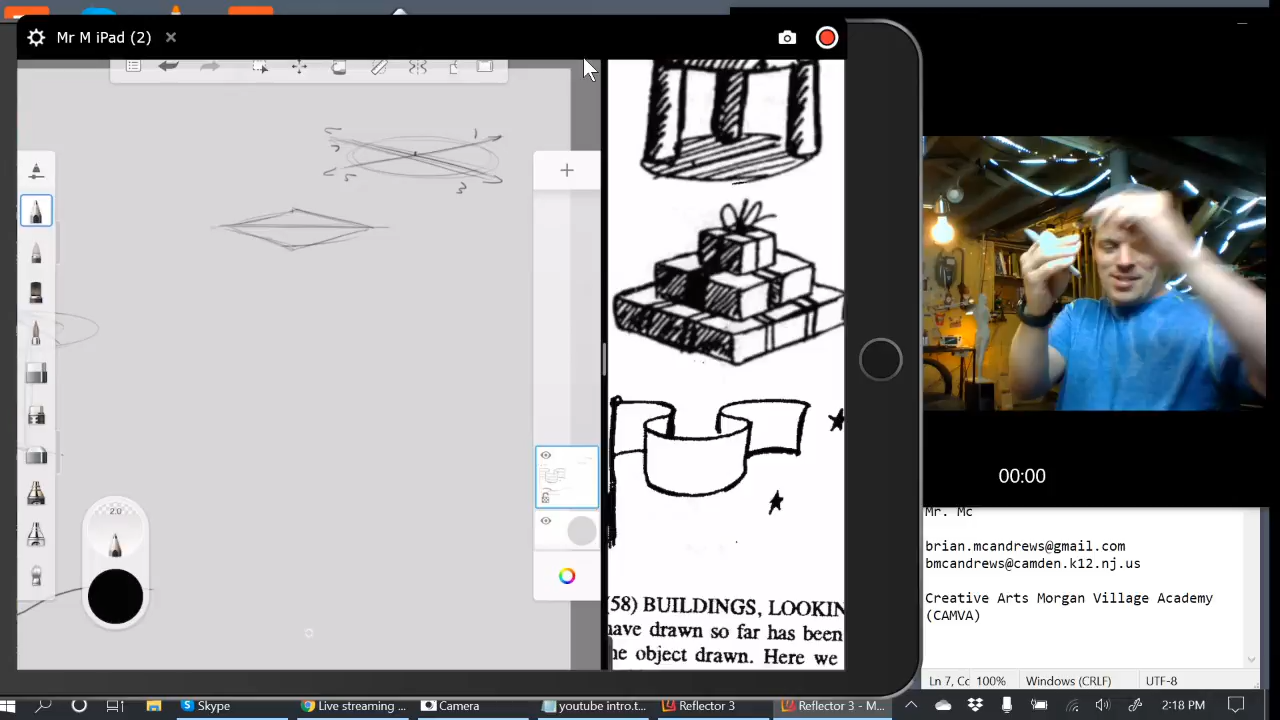 Mr M iPad (2)
2.0
(58) BUILDINGS, LOOKIN
have drawn so far has been
he object drawn. Here we
00:00
Mr. Mc
brian.mcandrews@gmail.com
bmcandrews@camden.k12.nj.us
Creative Arts Morgan Village Academy
(CAMVA)
Ln 7, Cc 100% Windows (CRLF) UTF-8
Skype Live streaming ... Camera youtube intro.t... Reflector 3 Reflector 3 - M... 2:18 PM